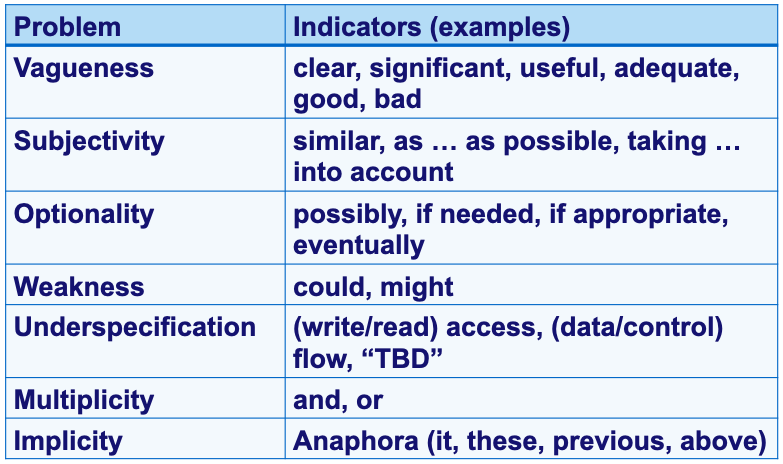 Problem Indicators (examples)
Vagueness clear, significant, useful, adequate,
good, bad
Subjectivity similar, as … as possible, taking …
into account
Optionality possibly, if needed, if appropriate,
eventually
Weakness could, might
Underspecification (write/read) access, (data/control)
flow, “TBD”
Multiplicity and, or
Implicity Anaphora (it, these, previous, above)